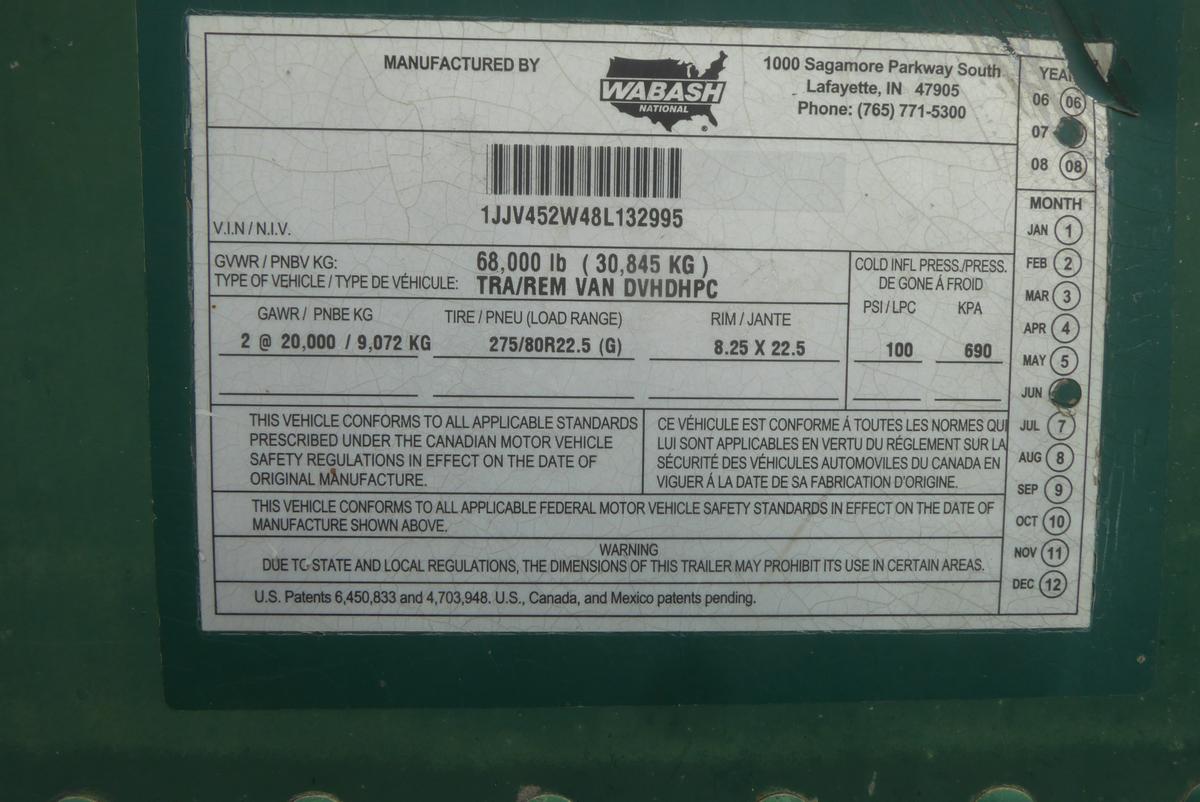 MANUFACTURED BY
WABASH
NATIONAL
®
1000 Sagamore Parkway South
Lafayette, IN 47905
Phone: (765) 771-5300
1JJV452W48L132995
V.I.N / N.I.V.
GVWR / PNBV KG: 68,000 lb ( 30,845 KG )
TYPE OF VEHICLE / TYPE DE VÉHICULE: TRA/REM VAN DVHDHPC
COLD INFL PRESS./PRESS.
DE GONE Á FROID
PSI / LPC KPA
100 690
GAWR / PNBE KG TIRE / PNEU (LOAD RANGE) RIM / JANTE
2 @ 20,000 / 9,072 KG 275/80R22.5 (G) 8.25 X 22.5
THIS VEHICLE CONFORMS TO ALL APPLICABLE STANDARDS
PRESCRIBED UNDER THE CANADIAN MOTOR VEHICLE
SAFETY REGULATIONS IN EFFECT ON THE DATE OF
ORIGINAL MANUFACTURE.
CE VÉHICULE EST CONFORME Á TOUTES LES NORMES QUI
LUI SONT APPLICABLES EN VERTU DU RÉGLEMENT SUR LA
SÉCURITÉ DES VÉHICULES AUTOMOVILES DU CANADA EN
VIGUER Á LA DATE DE SA FABRICATION D'ORIGINE.
THIS VEHICLE CONFORMS TO ALL APPLICABLE FEDERAL MOTOR VEHICLE SAFETY STANDARDS IN EFFECT ON THE DATE OF
MANUFACTURE SHOWN ABOVE.
WARNING
DUE TO STATE AND LOCAL REGULATIONS, THE DIMENSIONS OF THIS TRAILER MAY PROHIBIT ITS USE IN CERTAIN AREAS.
U.S. Patents 6,450,833 and 4,703,948. U.S., Canada, and Mexico patents pending.
YEAR
06 06
07
08 08
MONTH
JAN 1
FEB 2
MAR 3
APR 4
MAY 5
JUN
JUL 7
AUG 8
SEP 9
OCT 10
NOV 11
DEC 12